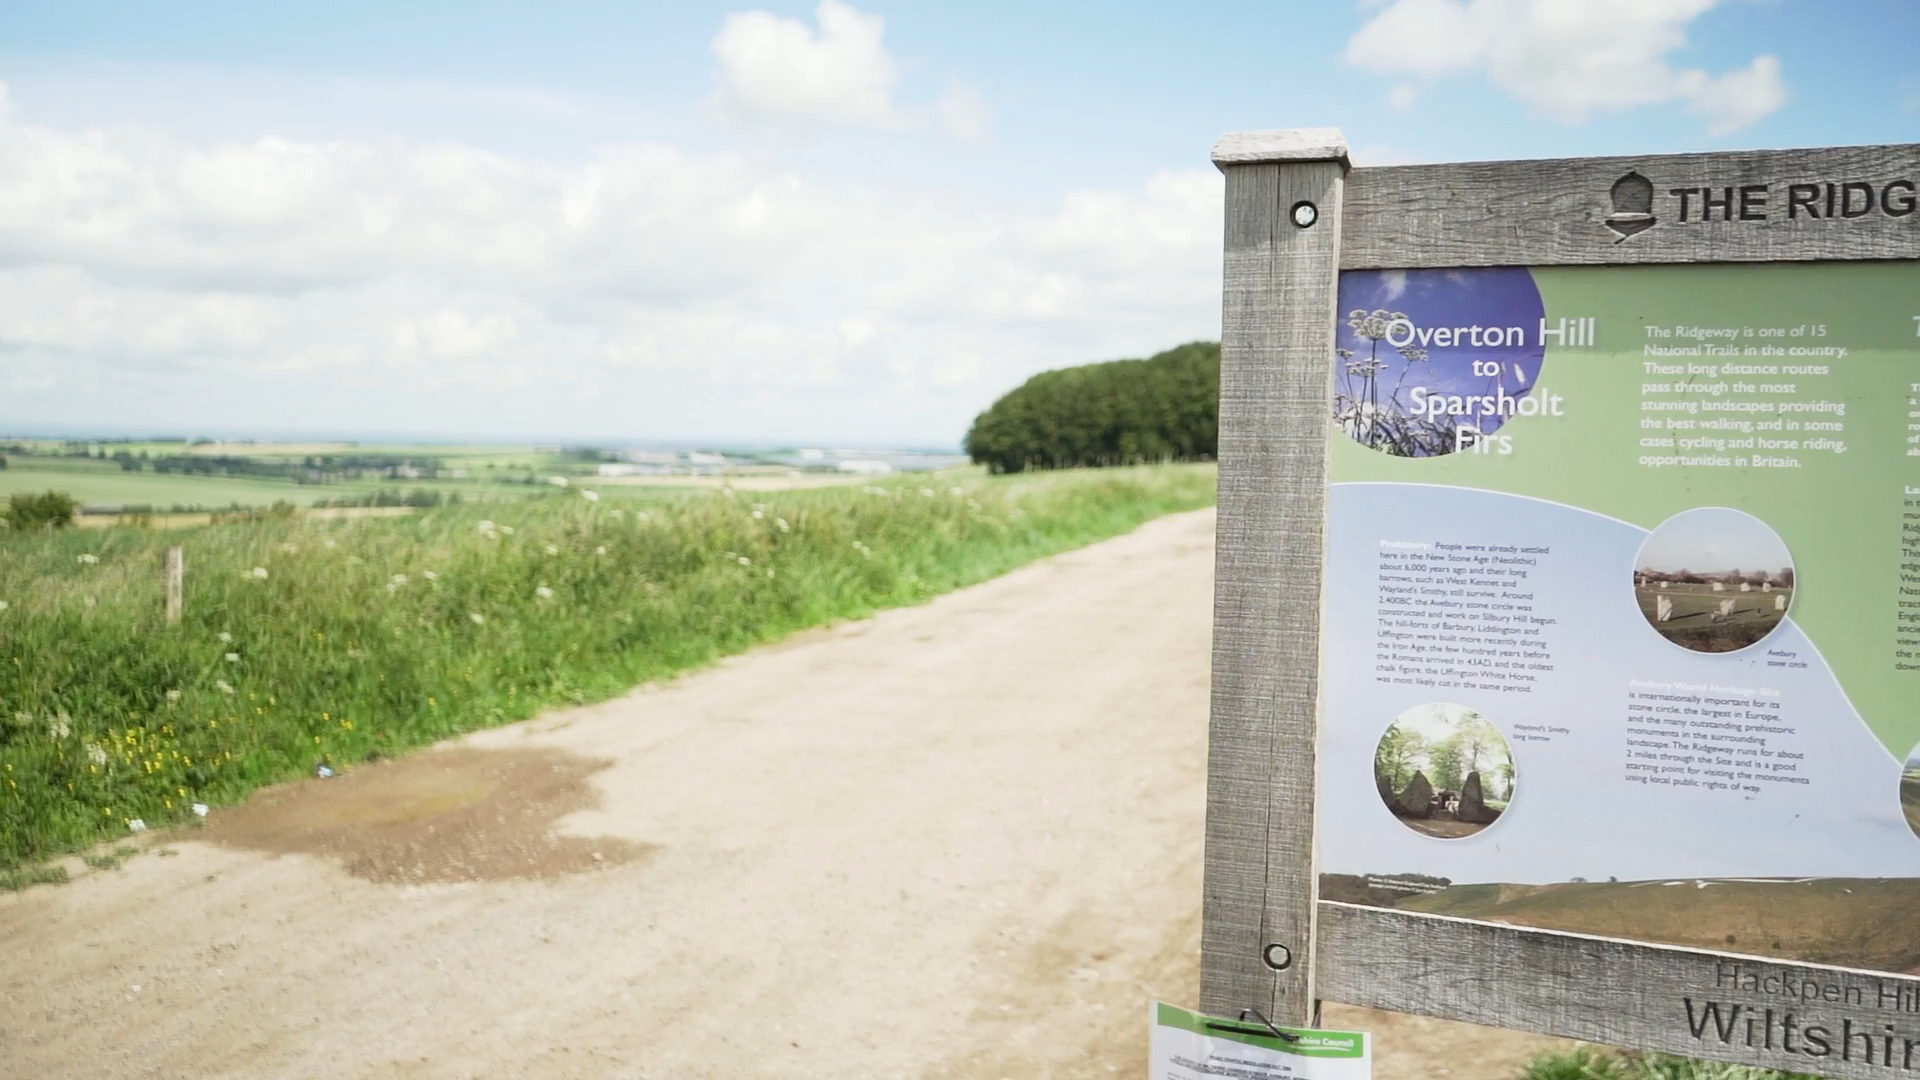 THE RIDG
Overton Hill
to
Sparsholt
Firs
The Ridgeway is one of 15
National Trails in the country.
These long distance routes
pass through the most
stunning landscapes providing
the best walking, and in some
cases cycling and horse riding,
opportunities in Britain.
Prehistory: People were already settled
here in the New Stone Age (Neolithic)
about 6,000 years ago and their long
barrows, such as West Kennet and
Wayland's Smithy, still survive. Around
2,400BC the Avebury stone circle was
constructed and work on Silbury Hill begun.
The hill-forts of Barbury, Liddington and
Uffington were built more recently during
the Iron Age, the few hundred years before
the Romans arrived in 43AD, and the oldest
chalk figure, the Uffington White Horse,
was most likely cut in the same period.
Avebury
stone circle
Wayland's Smithy
long barrow
Avebury World Heritage Site
is internationally important for its
stone circle, the largest in Europe,
and the many outstanding prehistoric
monuments in the surrounding
landscape. The Ridgeway runs for about
2 miles through the Site and is a good
starting point for visiting the monuments
using local public rights of way.
Hackpen Hil
Wiltshir
shire Council